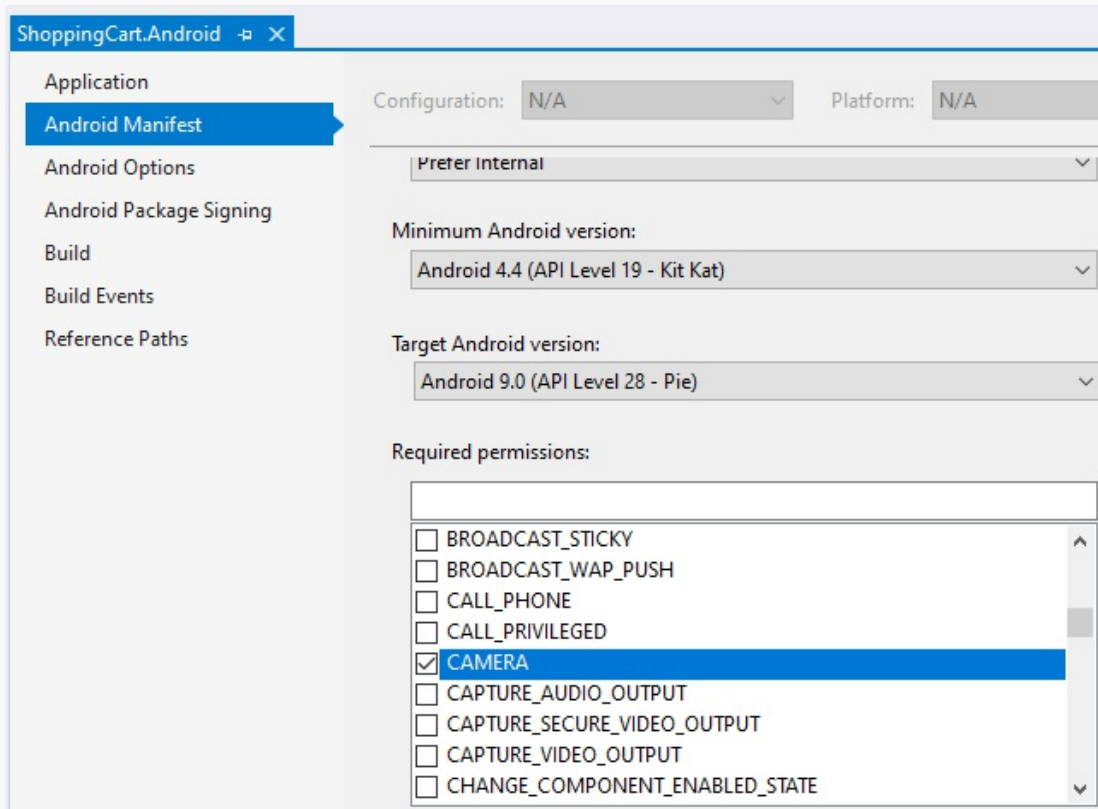 ShoppingCart.Android
Application
Android Manifest
Android Options
Android Package Signing
Build
Build Events
Reference Paths
Configuration: N/A Platform: N/A
Prefer Internal
Minimum Android version:
Android 4.4 (API Level 19 - Kit Kat)
Target Android version:
Android 9.0 (API Level 28 - Pie)
Required permissions:
BROADCAST_STICKY
BROADCAST_WAP_PUSH
CALL_PHONE
CALL_PRIVILEGED
CAMERA
CAPTURE_AUDIO_OUTPUT
CAPTURE_SECURE_VIDEO_OUTPUT
CAPTURE_VIDEO_OUTPUT
CHANGE_COMPONENT_ENABLED_STATE